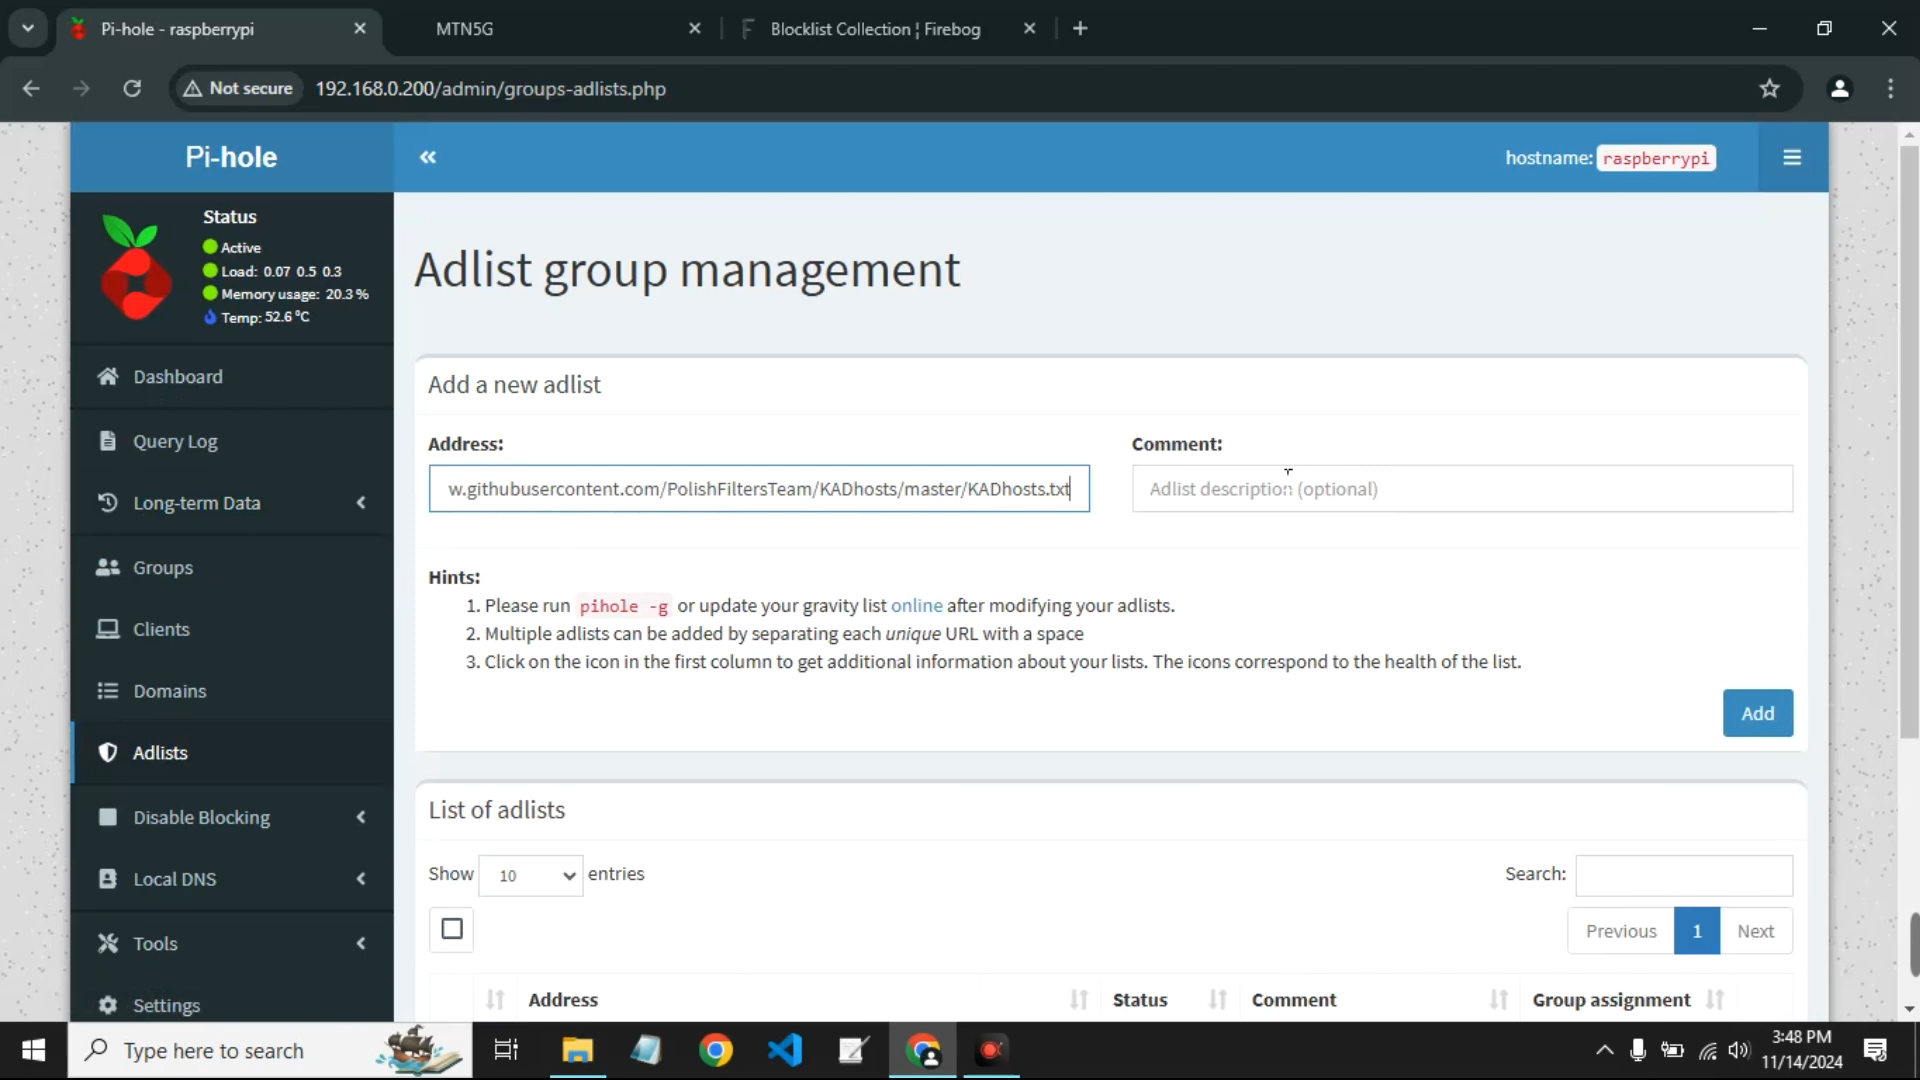 Pi-hole - raspberrypi
MTN5G
Blocklist Collection ¦ Firebog
Not secure
192.168.0.200/admin/groups-adlists.php
Pi-hole
hostname: raspberrypi
Status
Active
Load: 0.07 0.5 0.3
Memory usage: 20.3 %
Temp: 52.6 °C
Dashboard
Query Log
Long-term Data
Groups
Clients
Domains
Adlists
Disable Blocking
Local DNS
Tools
Settings
Adlist group management
Add a new adlist
Address:
Comment:
w.githubusercontent.com/PolishFiltersTeam/KADhosts/master/KADhosts.txt
Adlist description (optional)
Hints:
1. Please run pihole -g or update your gravity list online after modifying your adlists.
2. Multiple adlists can be added by separating each unique URL with a space
3. Click on the icon in the first column to get additional information about your lists. The icons correspond to the health of the list.
Add
List of adlists
Show 10 entries
Search:
Previous 1 Next
Address Status Comment Group assignment
Type here to search
3:48 PM
11/14/2024